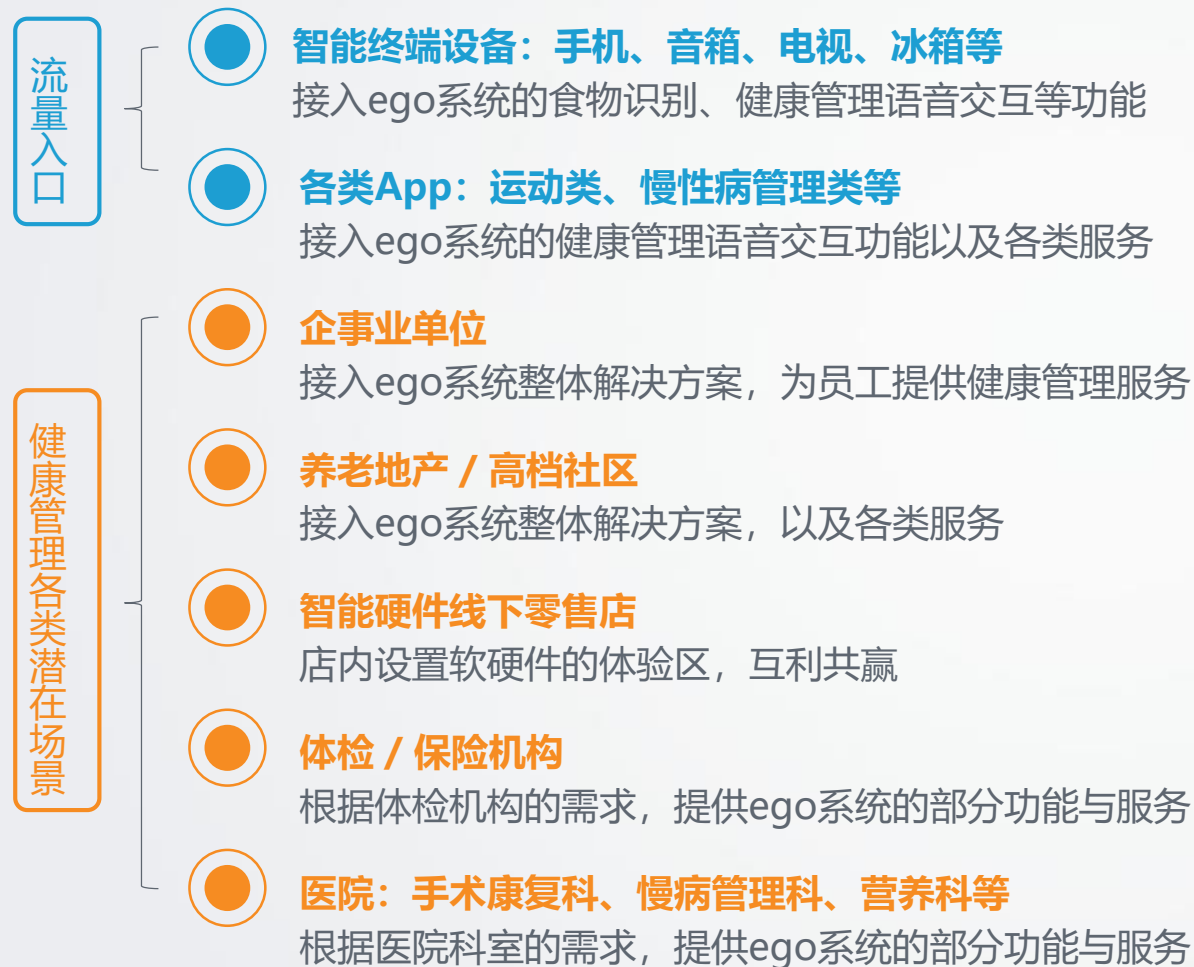 流量入口
智能终端设备：手机、音箱、电视、冰箱等
接入ego系统的食物识别、健康管理语音交互等功能
各类App：运动类、慢性病管理类等
接入ego系统的健康管理语音交互功能以及各类服务
健康管理各类潜在场景
企事业单位
接入ego系统整体解决方案，为员工提供健康管理服务
养老地产 / 高档社区
接入ego系统整体解决方案，以及各类服务
智能硬件线下零售店
店内设置软硬件的体验区，互利共赢
体检 / 保险机构
根据体检机构的需求，提供ego系统的部分功能与服务
医院：手术康复科、慢病管理科、营养科等
根据医院科室的需求，提供ego系统的部分功能与服务